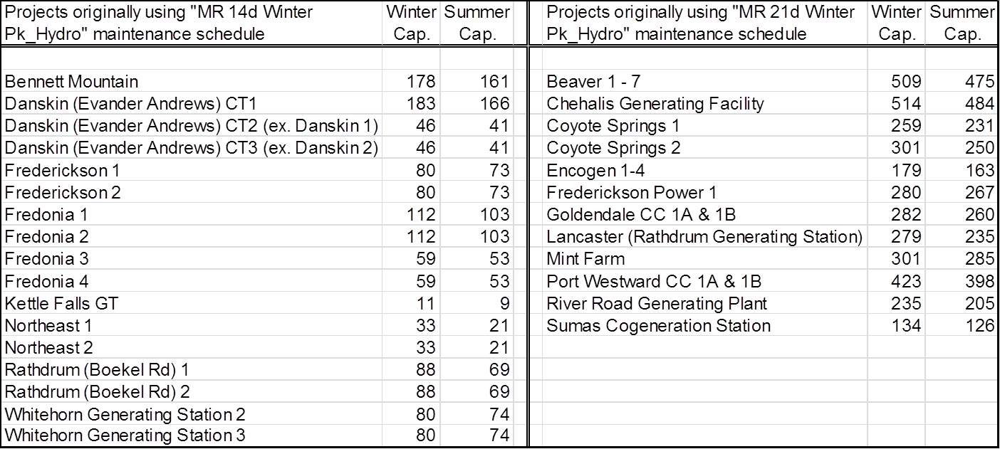 Projects originally using "MR 14d Winter Pk_Hydro" maintenance schedule Winter Cap. Summer Cap.
Bennett Mountain 178 161
Danskin (Evander Andrews) CT1 183 166
Danskin (Evander Andrews) CT2 (ex. Danskin 1) 46 41
Danskin (Evander Andrews) CT3 (ex. Danskin 2) 46 41
Frederickson 1 80 73
Frederickson 2 80 73
Fredonia 1 112 103
Fredonia 2 112 103
Fredonia 3 59 53
Fredonia 4 59 53
Kettle Falls GT 11 9
Northeast 1 33 21
Northeast 2 33 21
Rathdrum (Boekel Rd) 1 88 69
Rathdrum (Boekel Rd) 2 88 69
Whitehorn Generating Station 2 80 74
Whitehorn Generating Station 3 80 74
Projects originally using "MR 21d Winter Pk_Hydro" maintenance schedule Winter Cap. Summer Cap.
Beaver 1 - 7 509 475
Chehalis Generating Facility 514 484
Coyote Springs 1 259 231
Coyote Springs 2 301 250
Encogen 1-4 179 163
Frederickson Power 1 280 267
Goldendale CC 1A & 1B 282 260
Lancaster (Rathdrum Generating Station) 279 235
Mint Farm 301 285
Port Westward CC 1A & 1B 423 398
River Road Generating Plant 235 205
Sumas Cogeneration Station 134 126